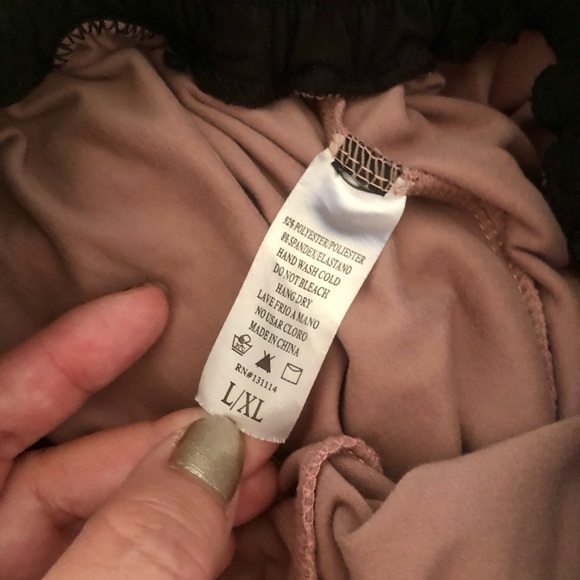 92% POLYESTER/POLIESTER
8% SPANDEX/ELASTANO
HAND WASH COLD
DO NOT BLEACH
HANG DRY
LAVE FRIO A MANO
NO USAR CLORO
MADE IN CHINA
RN#131114
L/XL